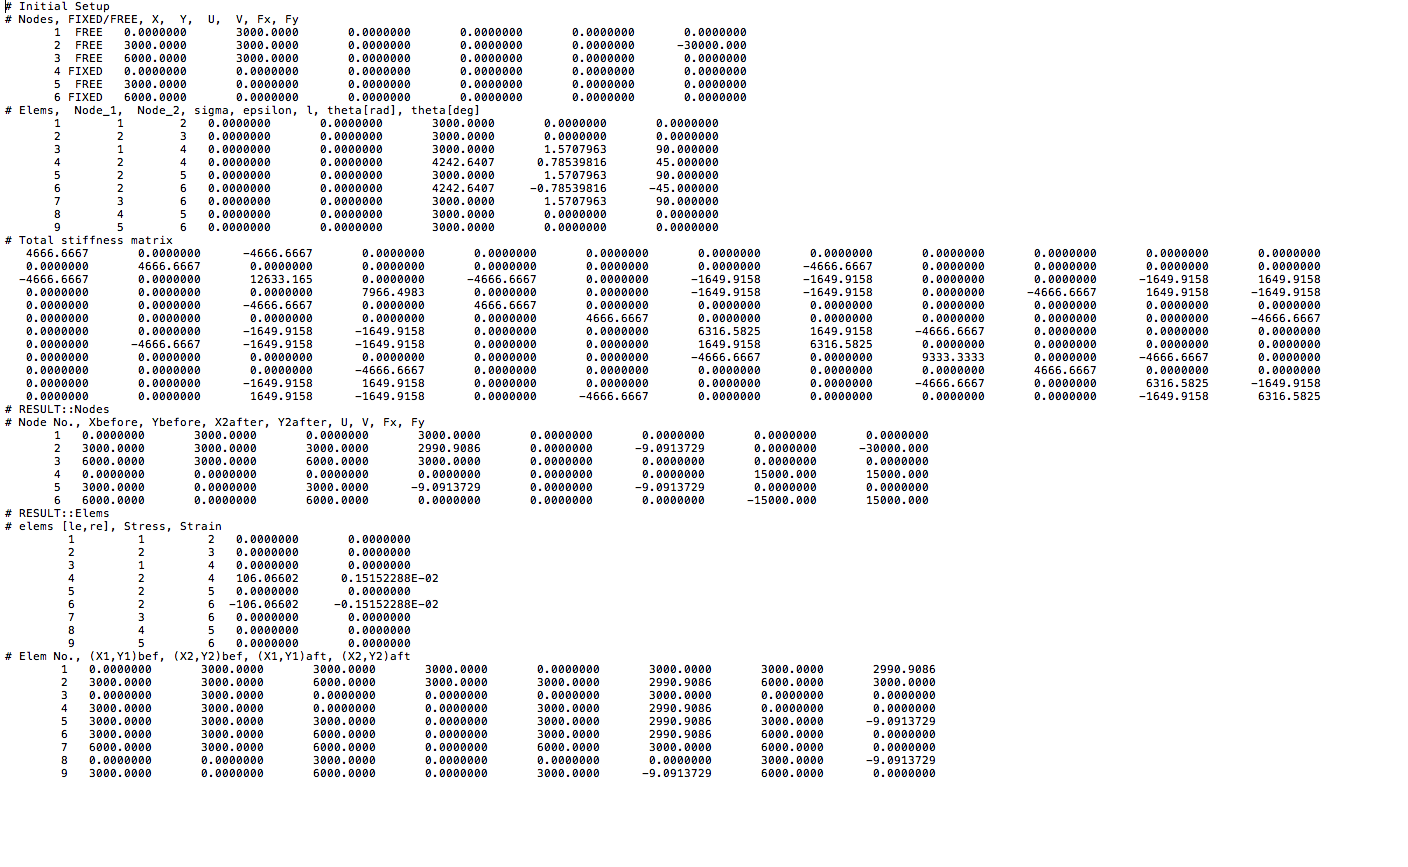 # Initial Setup
# Nodes, FIXED/FREE, X, Y, U, V, Fx, Fy
1 FREE 0.0000000 3000.0000 0.0000000 0.0000000 0.0000000 0.0000000
2 FREE 3000.0000 3000.0000 0.0000000 0.0000000 0.0000000 -30000.000
3 FREE 6000.0000 3000.0000 0.0000000 0.0000000 0.0000000 0.0000000
4 FIXED 0.0000000 0.0000000 0.0000000 0.0000000 0.0000000 0.0000000
5 FREE 3000.0000 0.0000000 0.0000000 0.0000000 0.0000000 0.0000000
6 FIXED 6000.0000 0.0000000 0.0000000 0.0000000 0.0000000 0.0000000
# Elems, Node_1, Node_2, sigma, epsilon, l, theta[rad], theta[deg]
1 1 2 0.0000000 0.0000000 3000.0000 0.0000000 0.0000000
2 2 3 0.0000000 0.0000000 3000.0000 0.0000000 0.0000000
3 1 4 0.0000000 0.0000000 3000.0000 1.5707963 90.000000
4 2 4 0.0000000 0.0000000 4242.6407 0.78539816 45.000000
5 2 5 0.0000000 0.0000000 3000.0000 1.5707963 90.000000
6 2 6 0.0000000 0.0000000 4242.6407 -0.78539816 -45.000000
7 3 6 0.0000000 0.0000000 3000.0000 1.5707963 90.000000
8 4 5 0.0000000 0.0000000 3000.0000 0.0000000 0.0000000
9 5 6 0.0000000 0.0000000 3000.0000 0.0000000 0.0000000
# Total stiffness matrix
4666.6667 0.0000000 -4666.6667 0.0000000 0.0000000 0.0000000 0.0000000 0.0000000 0.0000000 0.0000000 0.0000000 0.0000000
0.0000000 4666.6667 0.0000000 0.0000000 0.0000000 0.0000000 0.0000000 -4666.6667 0.0000000 0.0000000 0.0000000 0.0000000
-4666.6667 0.0000000 12633.165 0.0000000 -4666.6667 0.0000000 -1649.9158 -1649.9158 0.0000000 0.0000000 -1649.9158 1649.9158
0.0000000 0.0000000 0.0000000 7966.4983 0.0000000 0.0000000 -1649.9158 -1649.9158 0.0000000 -4666.6667 1649.9158 -1649.9158
0.0000000 0.0000000 -4666.6667 0.0000000 4666.6667 0.0000000 0.0000000 0.0000000 0.0000000 0.0000000 0.0000000 0.0000000
0.0000000 0.0000000 0.0000000 0.0000000 0.0000000 4666.6667 0.0000000 0.0000000 0.0000000 0.0000000 0.0000000 -4666.6667
0.0000000 0.0000000 -1649.9158 -1649.9158 0.0000000 0.0000000 6316.5825 1649.9158 -4666.6667 0.0000000 0.0000000 0.0000000
0.0000000 -4666.6667 -1649.9158 -1649.9158 0.0000000 0.0000000 1649.9158 6316.5825 0.0000000 0.0000000 0.0000000 0.0000000
0.0000000 0.0000000 0.0000000 0.0000000 0.0000000 0.0000000 -4666.6667 0.0000000 9333.3333 0.0000000 -4666.6667 0.0000000
0.0000000 0.0000000 0.0000000 -4666.6667 0.0000000 0.0000000 0.0000000 0.0000000 0.0000000 4666.6667 0.0000000 0.0000000
0.0000000 0.0000000 -1649.9158 1649.9158 0.0000000 0.0000000 0.0000000 0.0000000 -4666.6667 0.0000000 6316.5825 -1649.9158
0.0000000 0.0000000 1649.9158 -1649.9158 0.0000000 -4666.6667 0.0000000 0.0000000 0.0000000 0.0000000 -1649.9158 6316.5825
# RESULT::Nodes
# Node No., Xbefore, Ybefore, X2after, Y2after, U, V, Fx, Fy
1 0.0000000 3000.0000 0.0000000 3000.0000 0.0000000 0.0000000 0.0000000 0.0000000
2 3000.0000 3000.0000 3000.0000 2990.9086 0.0000000 -9.0913729 0.0000000 -30000.000
3 6000.0000 3000.0000 6000.0000 3000.0000 0.0000000 0.0000000 0.0000000 0.0000000
4 0.0000000 0.0000000 0.0000000 0.0000000 0.0000000 0.0000000 15000.000 15000.000
5 3000.0000 0.0000000 3000.0000 -9.0913729 0.0000000 -9.0913729 0.0000000 0.0000000
6 6000.0000 0.0000000 6000.0000 0.0000000 0.0000000 0.0000000 -15000.000 15000.000
# RESULT::Elems
# elems [le,re], Stress, Strain
1 1 2 0.0000000 0.0000000
2 2 3 0.0000000 0.0000000
3 1 4 0.0000000 0.0000000
4 2 4 106.06602 0.15152288E-02
5 2 5 0.0000000 0.0000000
6 2 6 -106.06602 -0.15152288E-02
7 3 6 0.0000000 0.0000000
8 4 5 0.0000000 0.0000000
9 5 6 0.0000000 0.0000000
# Elem No., (X1,Y1)bef, (X2,Y2)bef, (X1,Y1)aft, (X2,Y2)aft
1 0.0000000 3000.0000 3000.0000 3000.0000 0.0000000 3000.0000 3000.0000 2990.9086
2 3000.0000 3000.0000 6000.0000 3000.0000 3000.0000 2990.9086 6000.0000 3000.0000
3 0.0000000 3000.0000 0.0000000 0.0000000 0.0000000 3000.0000 0.0000000 0.0000000
4 3000.0000 3000.0000 0.0000000 0.0000000 3000.0000 2990.9086 0.0000000 0.0000000
5 3000.0000 3000.0000 3000.0000 0.0000000 3000.0000 2990.9086 3000.0000 -9.0913729
6 3000.0000 3000.0000 6000.0000 0.0000000 3000.0000 2990.9086 6000.0000 0.0000000
7 6000.0000 3000.0000 6000.0000 0.0000000 6000.0000 3000.0000 6000.0000 0.0000000
8 0.0000000 0.0000000 3000.0000 0.0000000 0.0000000 0.0000000 3000.0000 -9.0913729
9 3000.0000 0.0000000 6000.0000 0.0000000 3000.0000 -9.0913729 6000.0000 0.0000000